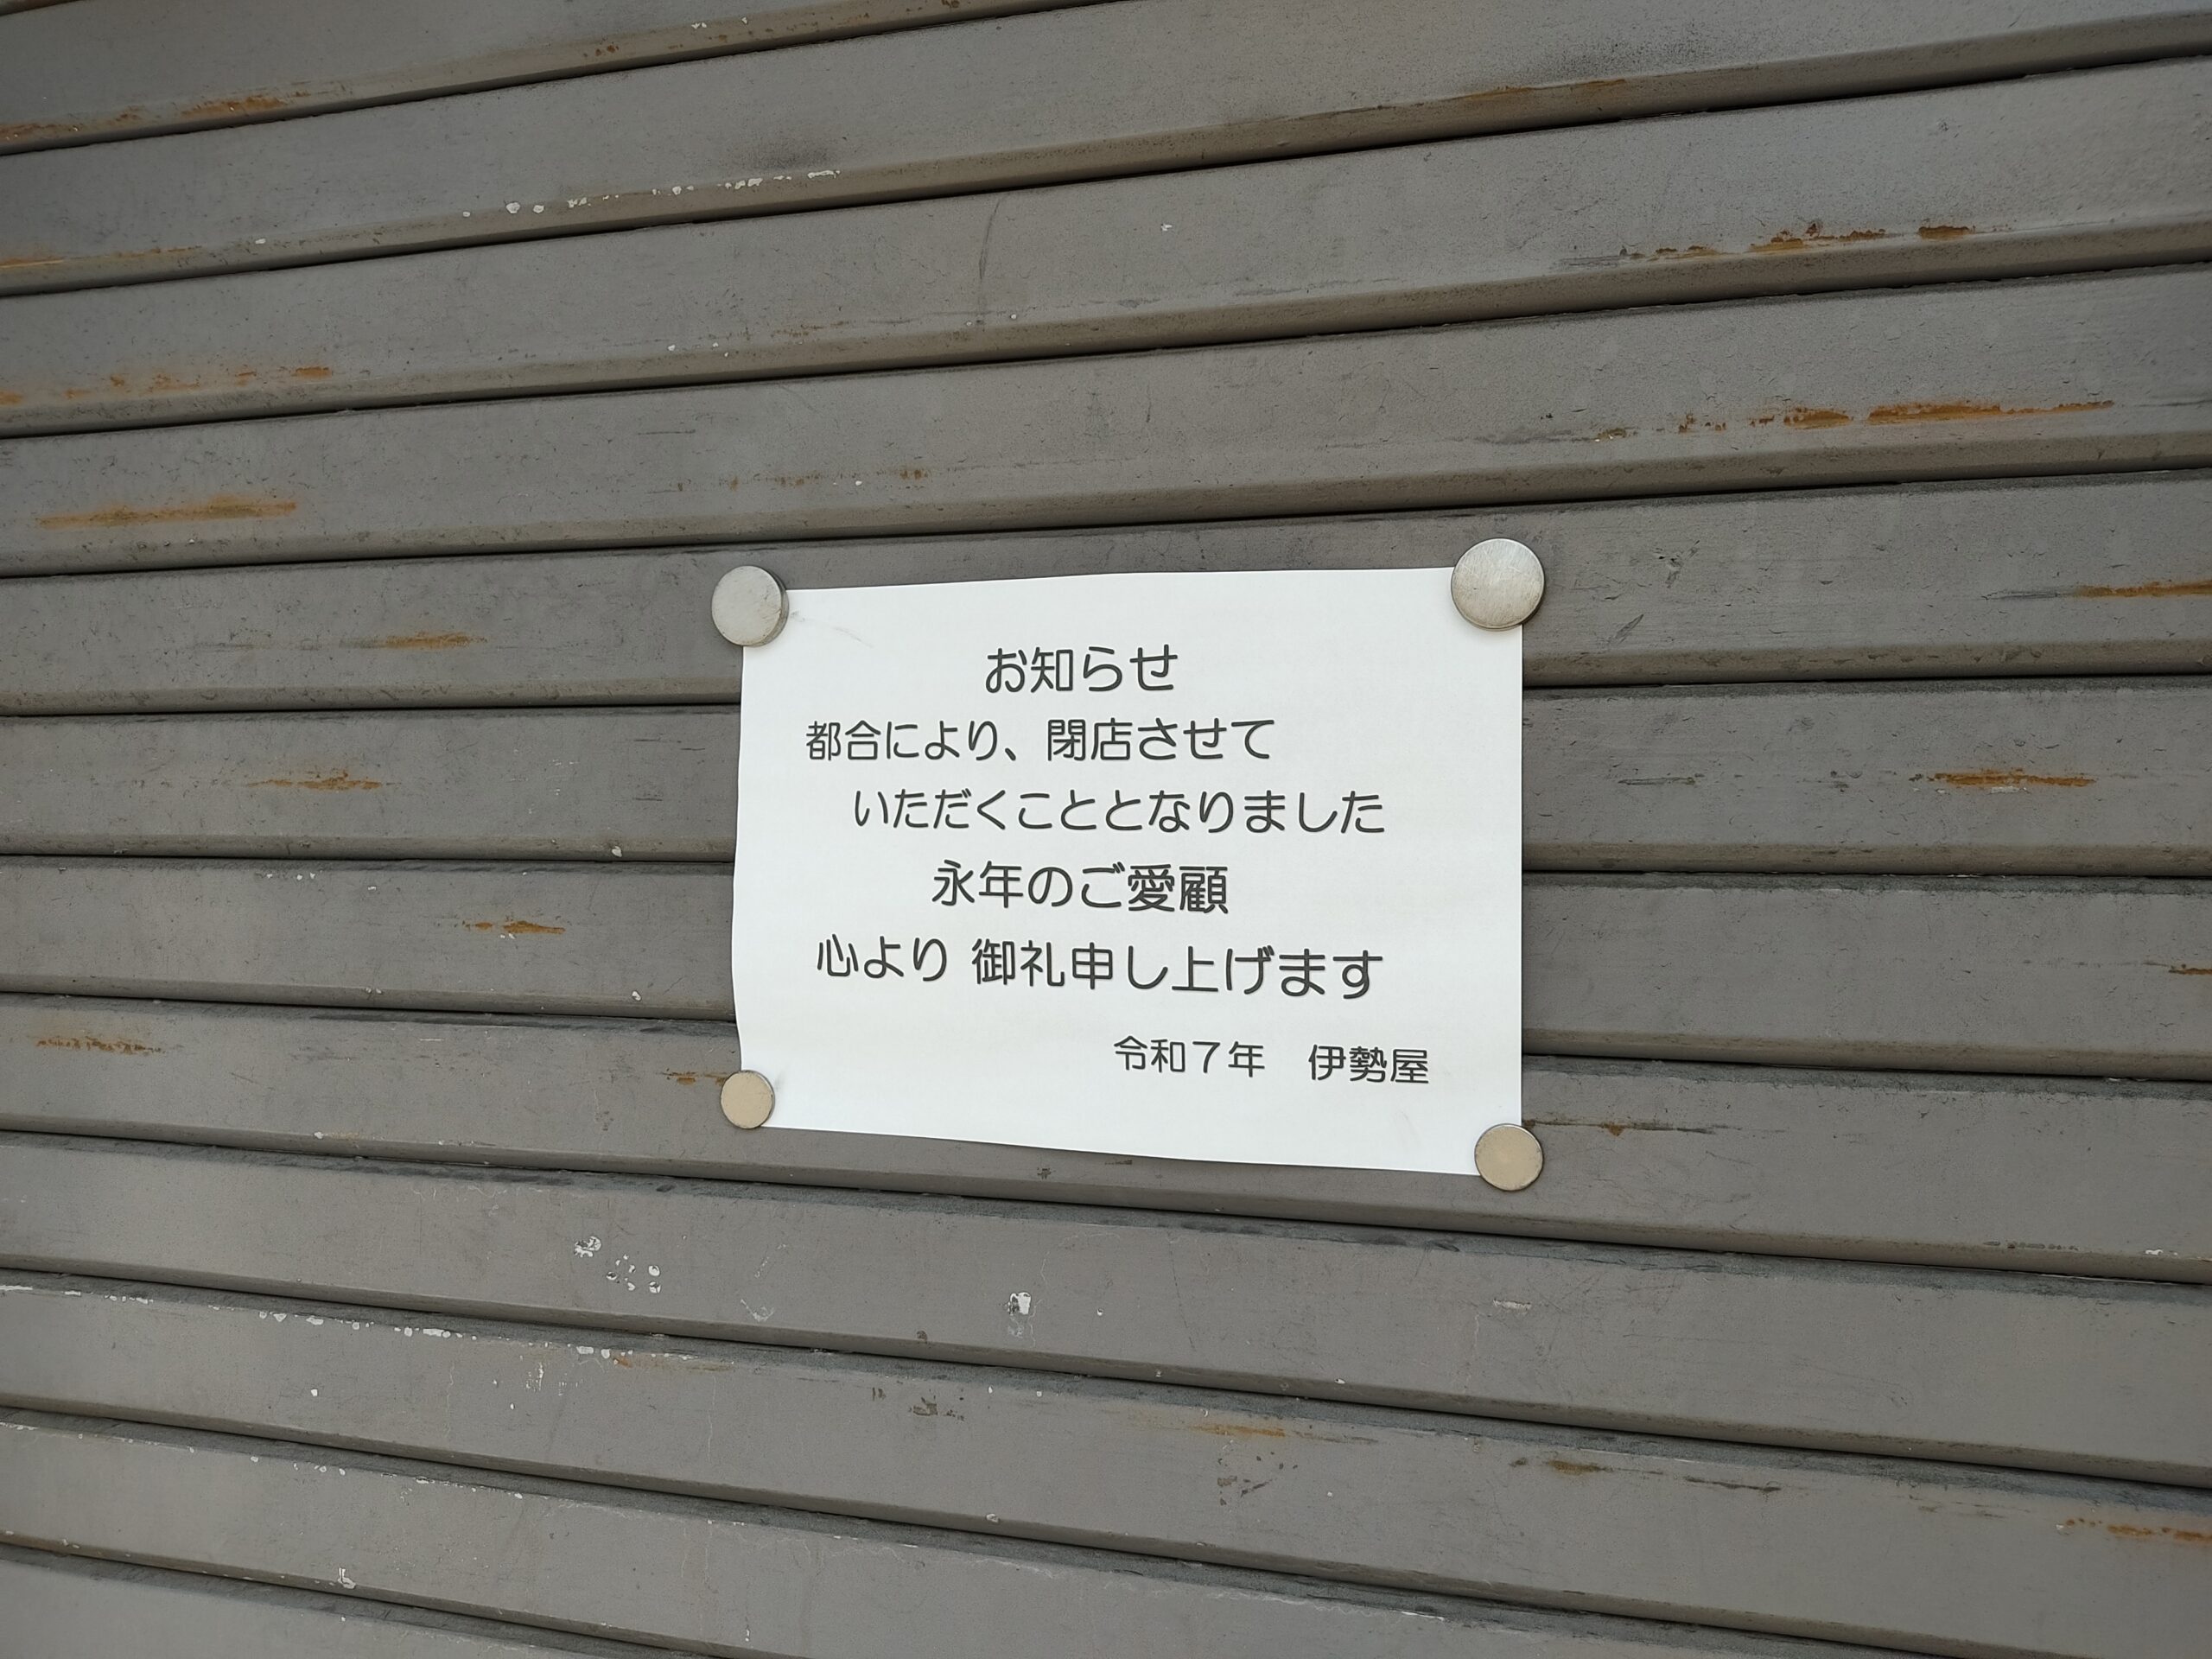 お知らせ
都合により、閉店させて
いただくこととなりました
永年のご愛顧
心より 御礼申し上げます
令和７年　伊勢屋